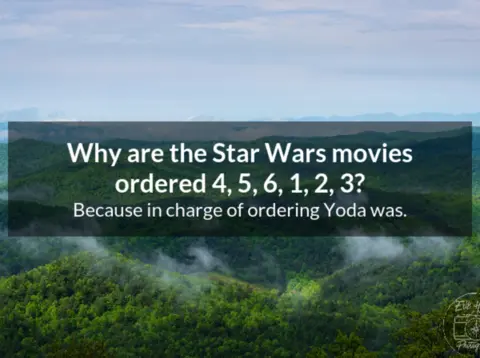 Why are the Star Wars movies
ordered 4, 5, 6, 1, 2, 3?
Because in charge of ordering Yoda was.